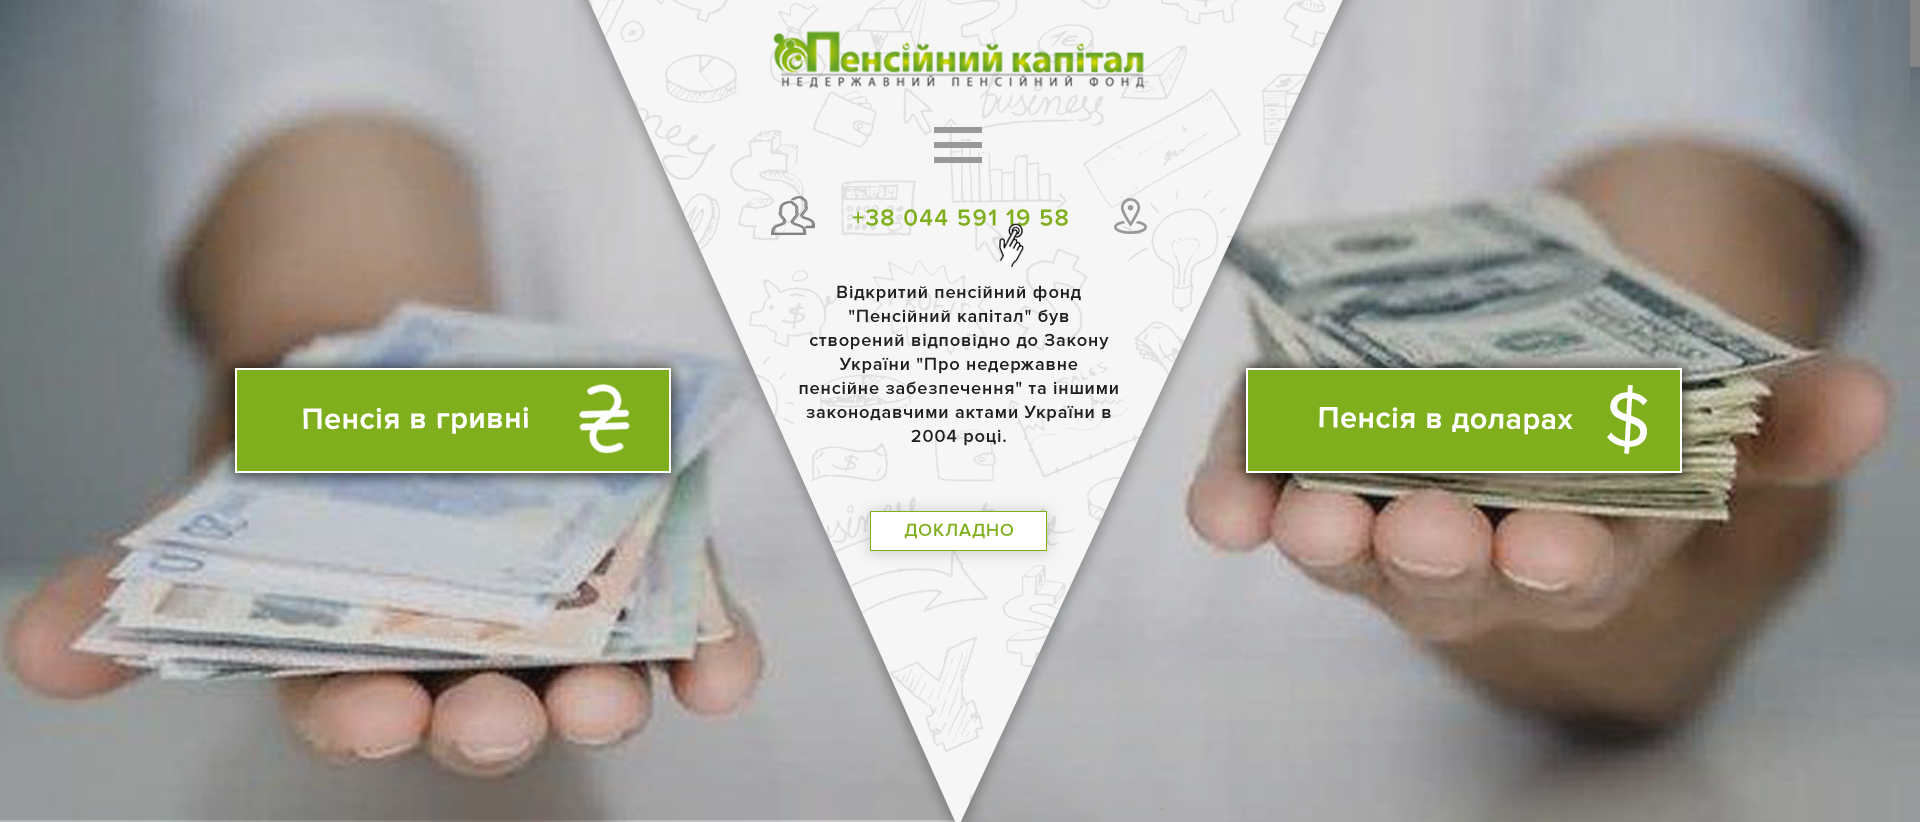 Пенсійний капітал
НЕДЕРЖАВНИЙ ПЕНСІЙНИЙ ФОНД
business
+38 044 591 19 58
Відкритий пенсійний фонд
"Пенсійний капітал" був
створений відповідно до Закону
України "Про недержавне
пенсійне забезпечення" та іншими
законодавчими актами України в
2004 році.
ДОКЛАДНО
Пенсія в гривні ₴
Пенсія в доларах $